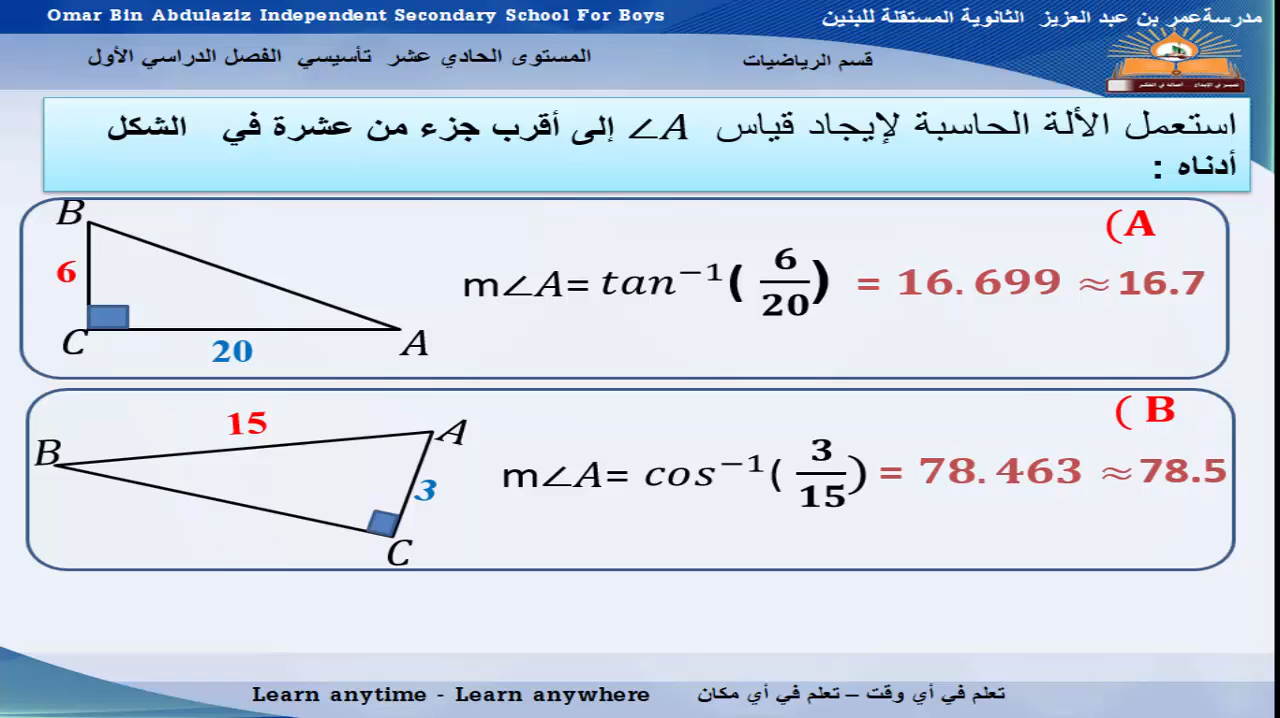 Omar Bin Abdulaziz Independent Secondary School For Boys
مدرسةعمر بن عبد العزيز الثانوية المستقلة للبنين
المستوى الحادي عشر تأسيسي الفصل الدراسي الأول
قسم الرياضيات
استعمل الألة الحاسبة لإيجاد قياس ∠A إلى أقرب جزء من عشرة في الشكل
أدناه :
(A
B
6
C
20
A
m∠A= tan⁻¹( 6/20 ) = 16.699 ≈16.7
( B
15
B
A
3
C
m∠A= cos⁻¹( 3/15 ) = 78.463 ≈78.5
Learn anytime - Learn anywhere
تعلم في أي وقت – تعلم في أي مكان